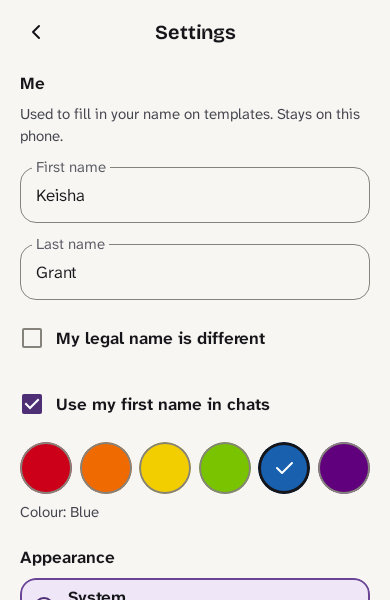 Settings
Me
Used to fill in your name on templates. Stays on this
phone.
First name
Keisha
Last name
Grant
My legal name is different
Use my first name in chats
Colour: Blue
Appearance
System